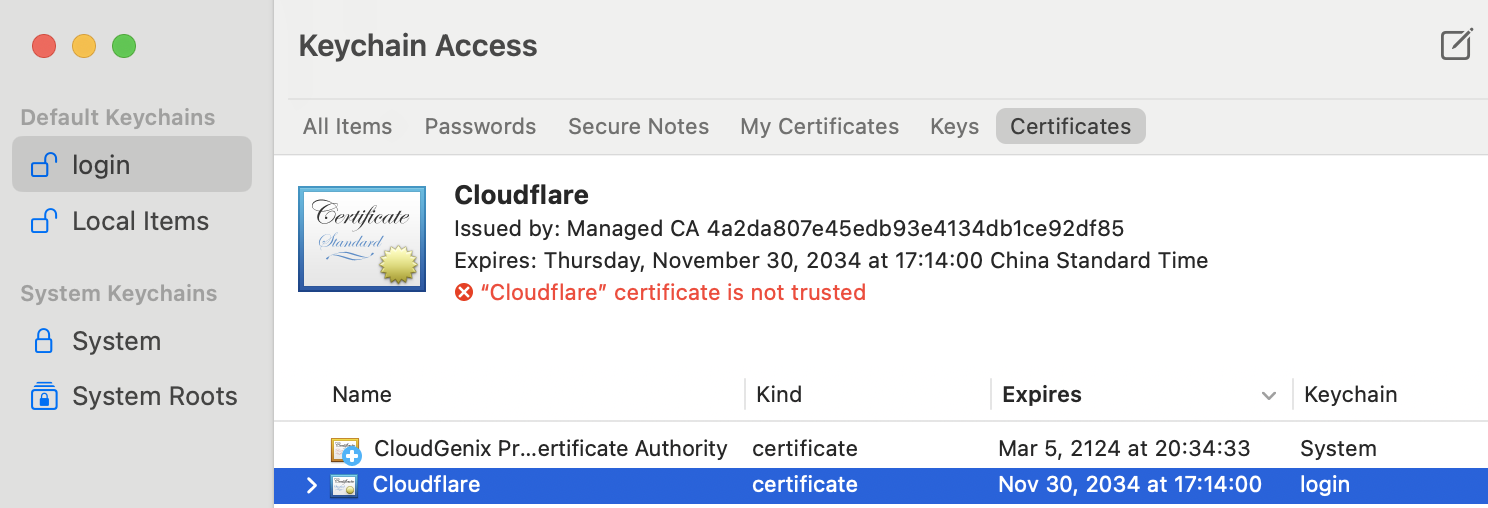 Keychain Access
Default Keychains
login
Local Items
System Keychains
System
System Roots
All Items Passwords Secure Notes My Certificates Keys Certificates
Certificate
Standard
Cloudflare
Issued by: Managed CA 4a2da807e45edb93e4134db1ce92df85
Expires: Thursday, November 30, 2034 at 17:14:00 China Standard Time
“Cloudflare” certificate is not trusted
Name Kind Expires Keychain
CloudGenix Pr...ertificate Authority certificate Mar 5, 2124 at 20:34:33 System
Cloudflare certificate Nov 30, 2034 at 17:14:00 login